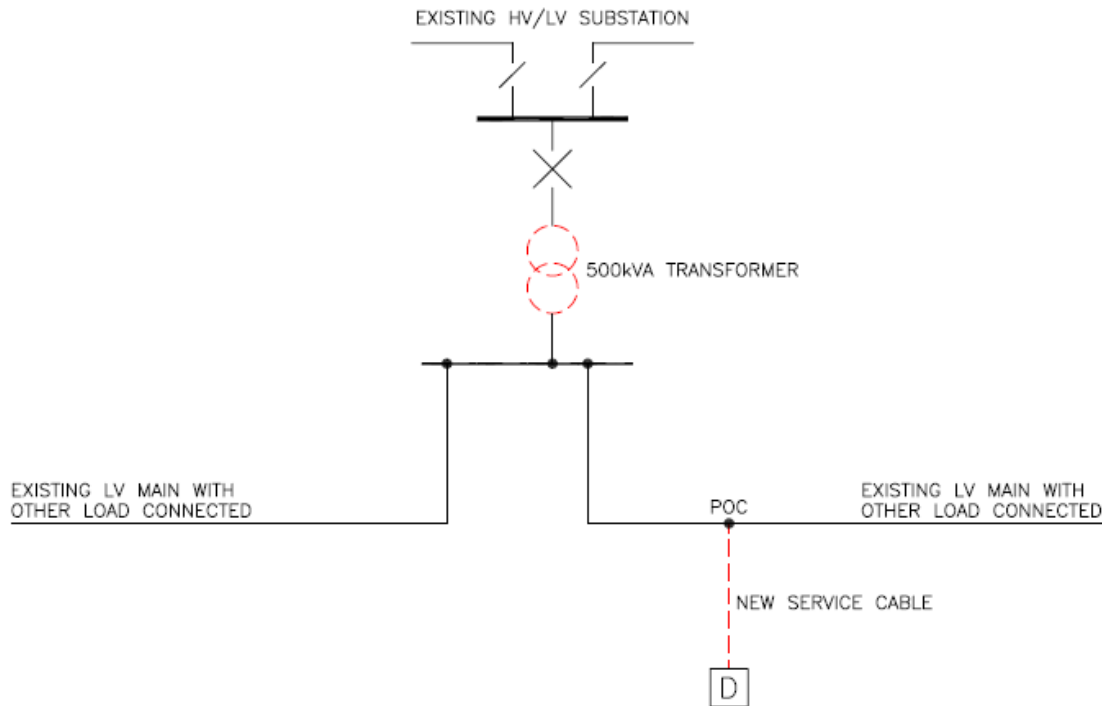 EXISTING HV/LV SUBSTATION
500kVA TRANSFORMER
EXISTING LV MAIN WITH
OTHER LOAD CONNECTED
POC
EXISTING LV MAIN WITH
OTHER LOAD CONNECTED
NEW SERVICE CABLE
D